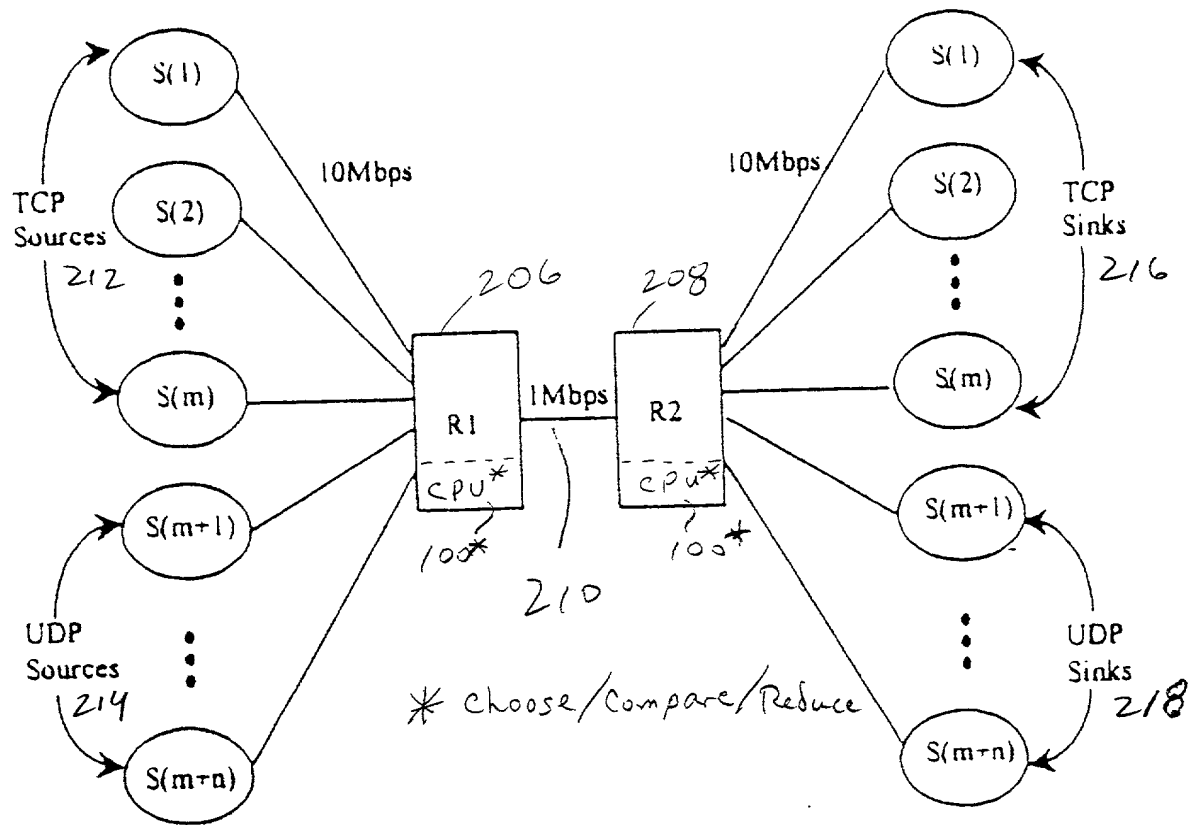 S(1)
S(2)
S(m)
S(m+1)
S(m+n)
TCP
Sources
212
UDP
Sources
214
10Mbps
206
R1
CPU*
100*
1Mbps
210
208
R2
CPU*
100*
10Mbps
S(1)
S(2)
S(m)
S(m+1)
S(m+n)
TCP
Sinks
216
UDP
Sinks
218
* Choose/Compare/Reduce